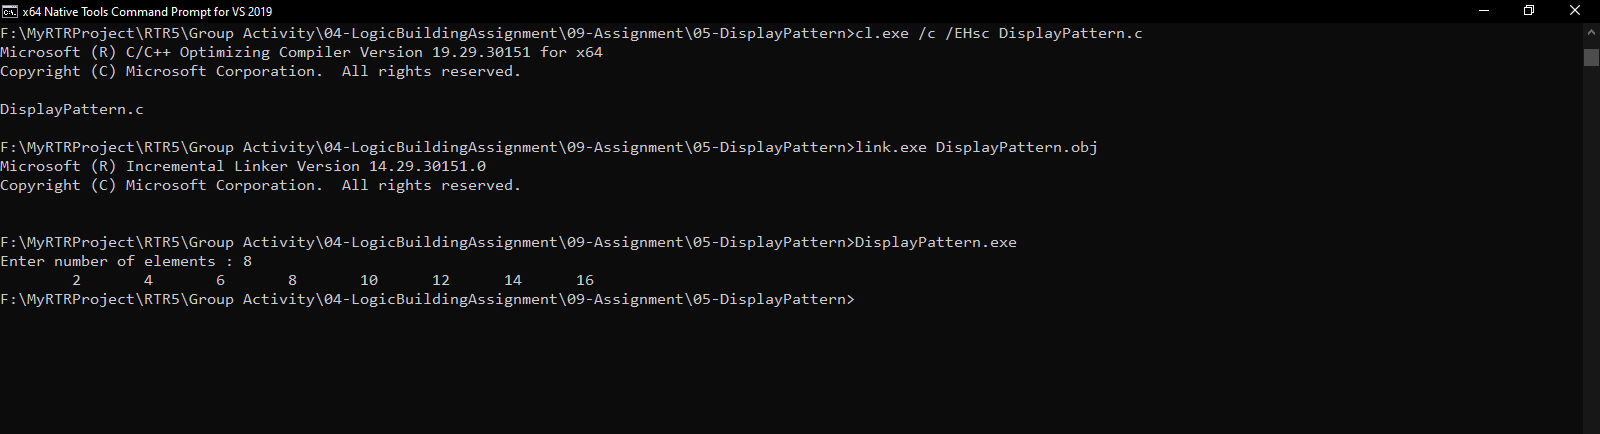 x64 Native Tools Command Prompt for VS 2019
F:\MyRTRProject\RTR5\Group Activity\04-LogicBuildingAssignment\09-Assignment\05-DisplayPattern>cl.exe /c /EHsc DisplayPattern.c
Microsoft (R) C/C++ Optimizing Compiler Version 19.29.30151 for x64
Copyright (C) Microsoft Corporation.  All rights reserved.
DisplayPattern.c
F:\MyRTRProject\RTR5\Group Activity\04-LogicBuildingAssignment\09-Assignment\05-DisplayPattern>link.exe DisplayPattern.obj
Microsoft (R) Incremental Linker Version 14.29.30151.0
Copyright (C) Microsoft Corporation.  All rights reserved.
F:\MyRTRProject\RTR5\Group Activity\04-LogicBuildingAssignment\09-Assignment\05-DisplayPattern>DisplayPattern.exe
Enter number of elements : 8
        2       4       6       8       10      12      14      16
F:\MyRTRProject\RTR5\Group Activity\04-LogicBuildingAssignment\09-Assignment\05-DisplayPattern>